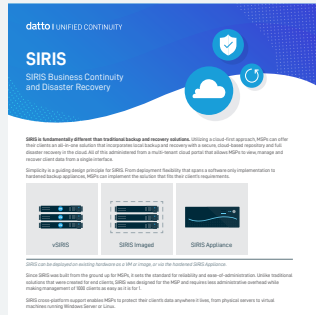 datto | UNIFIED CONTINUITY
SIRIS
SIRIS Business Continuity
and Disaster Recovery
SIRIS is fundamentally different than traditional backup and recovery solutions. Utilizing a cloud-first approach, MSPs can offer
their clients an all-in-one solution that incorporates local backup and recovery with a secure, cloud-based repository and full
disaster recovery in the cloud. All of this administered from a multi-tenant cloud portal that allows MSPs to view, manage and
recover client data from a single interface.
Simplicity is a guiding design principle for SIRIS. From deployment flexibility that spans a software only implementation to
hardened backup appliances, MSPs can implement the solution that fits their client's requirements.
vSIRIS
SIRIS Imaged
SIRIS Appliance
SIRIS can be deployed on existing hardware as a VM or image, or via the hardened SIRIS Appliance.
Since SIRIS was built from the ground up for MSPs, it sets the standard for reliability and ease-of-administration. Unlike traditional
solutions that were created for end clients, SIRIS was designed for the MSP and requires less administrative overhead while
making management of 1000 clients as easy as it is for 1.
SIRIS cross-platform support enables MSPs to protect their clients data anywhere it lives, from physical servers to virtual
machines running Windows Server or Linux.